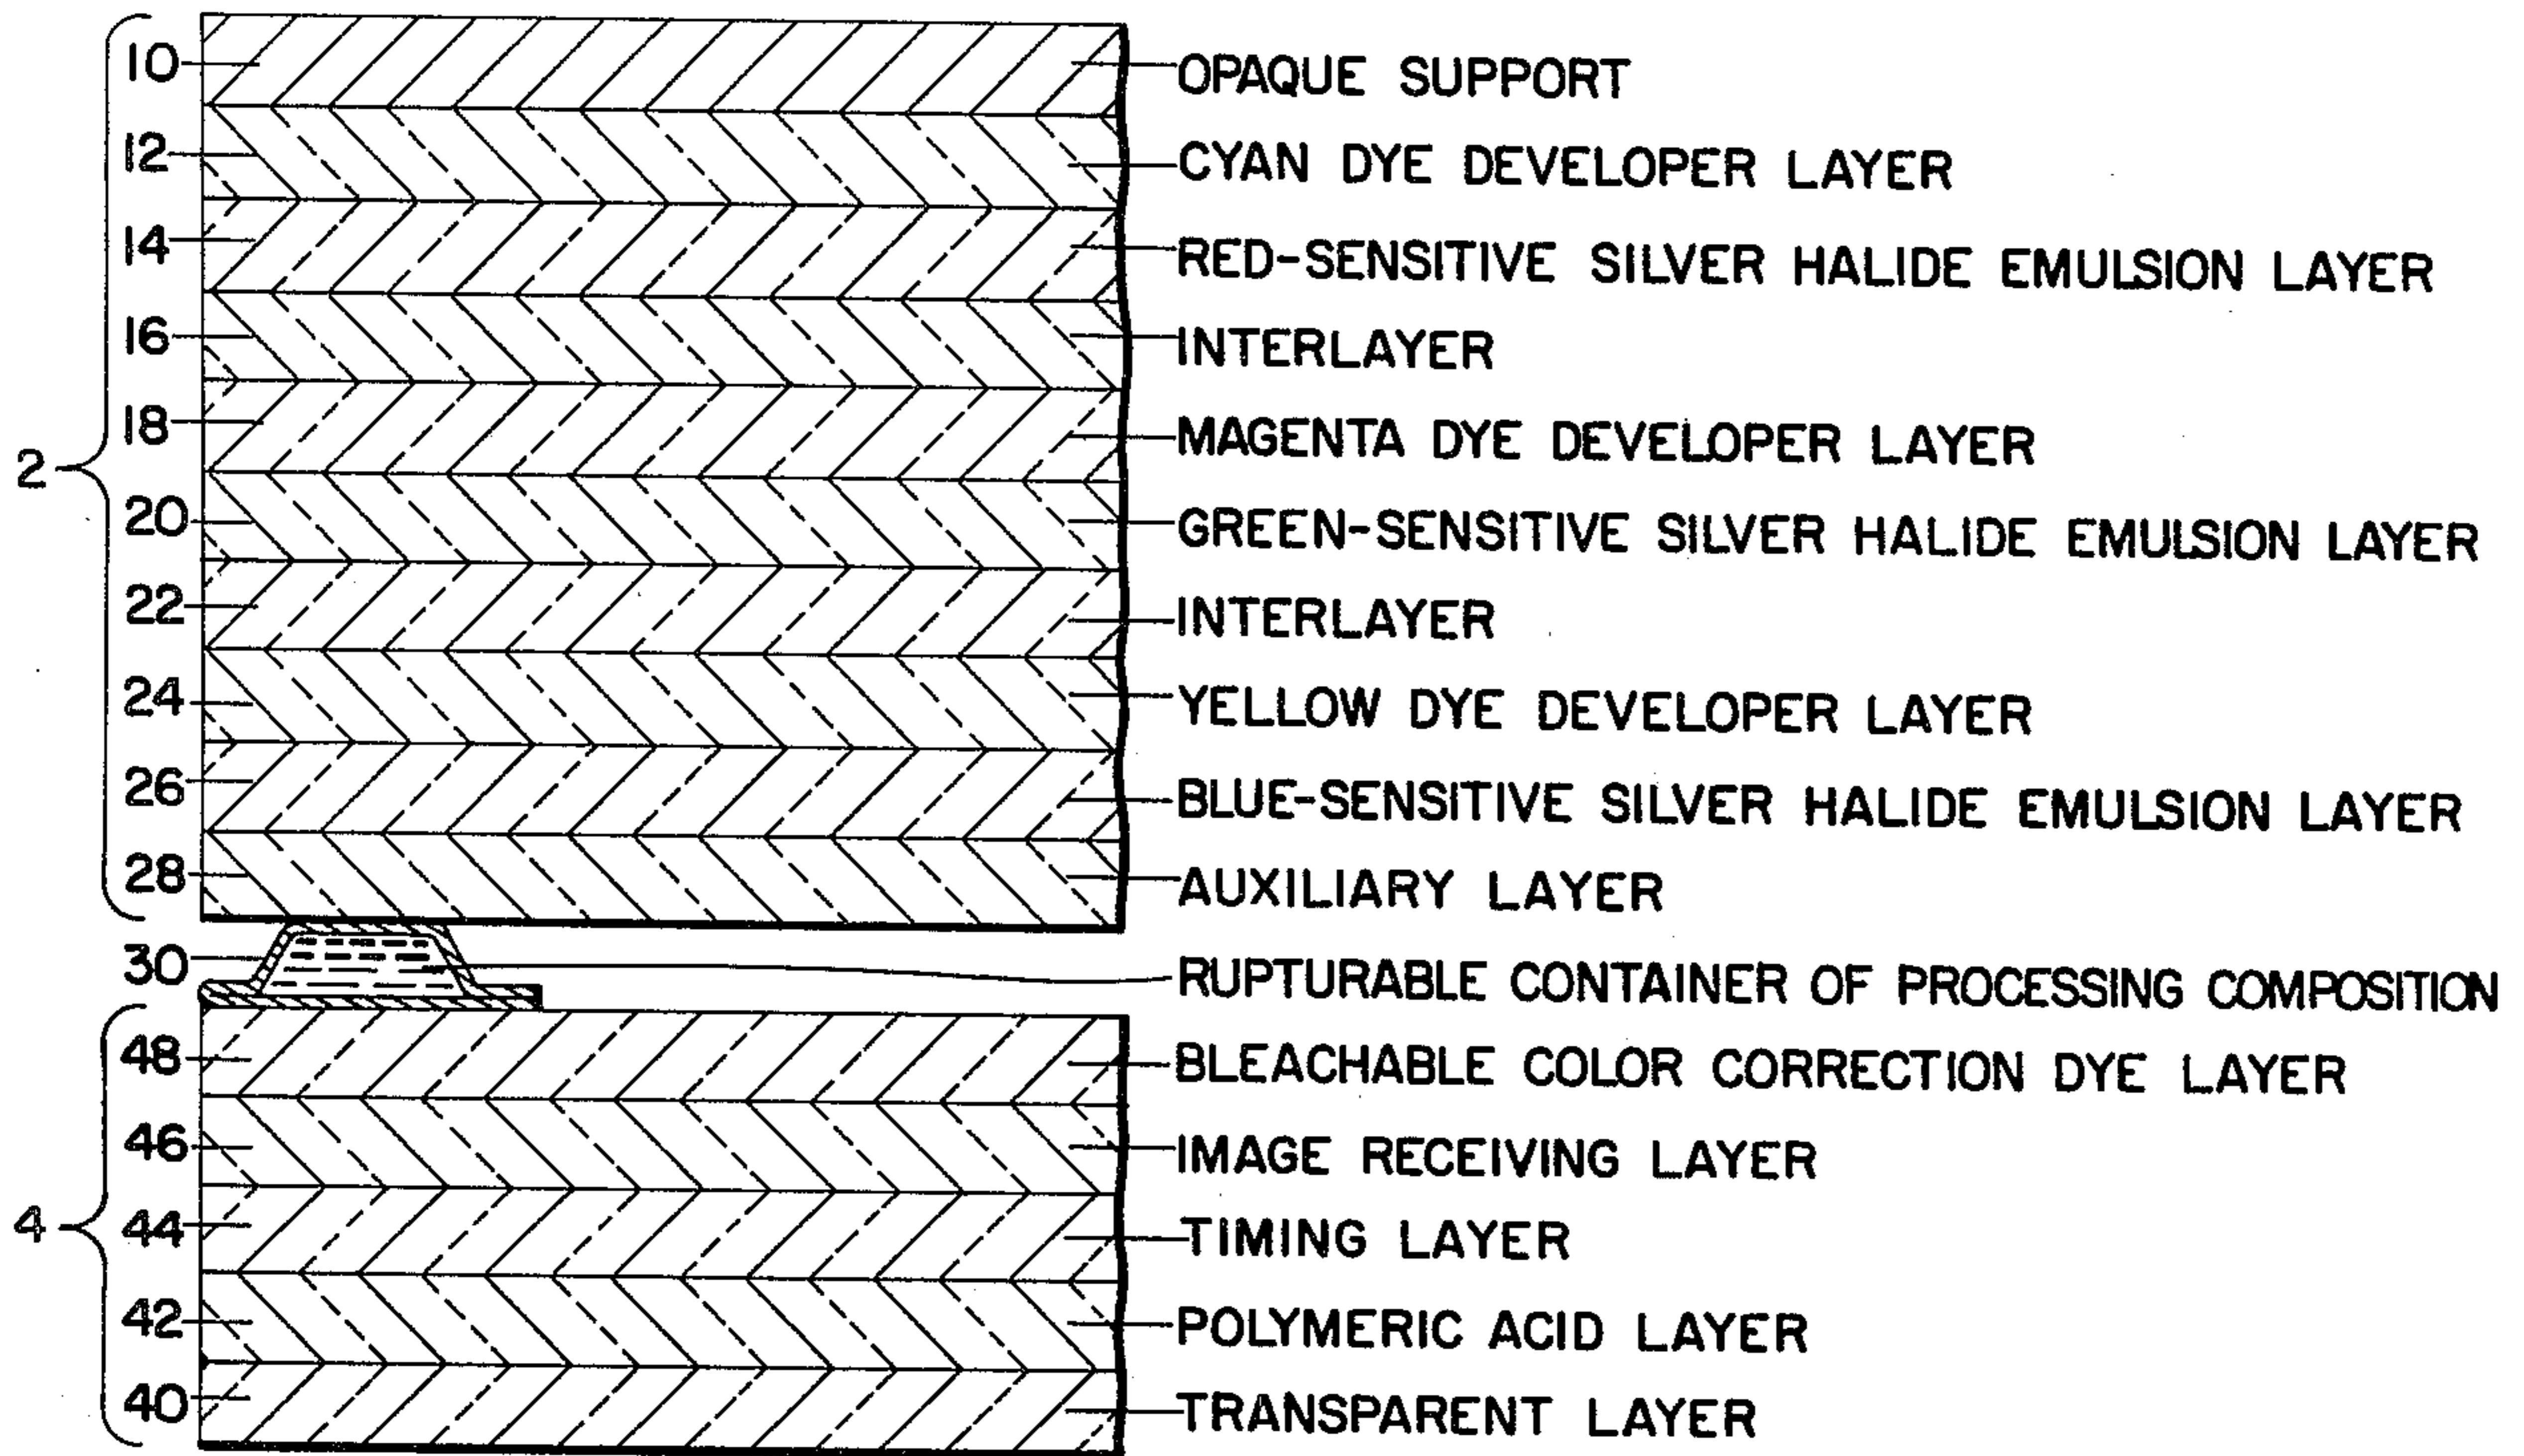 10 OPAQUE SUPPORT
12 CYAN DYE DEVELOPER LAYER
14 RED-SENSITIVE SILVER HALIDE EMULSION LAYER
16 INTERLAYER
18 MAGENTA DYE DEVELOPER LAYER
2
20 GREEN-SENSITIVE SILVER HALIDE EMULSION LAYER
22 INTERLAYER
24 YELLOW DYE DEVELOPER LAYER
26 BLUE-SENSITIVE SILVER HALIDE EMULSION LAYER
28 AUXILIARY LAYER
30 RUPTURABLE CONTAINER OF PROCESSING COMPOSITION
48 BLEACHABLE COLOR CORRECTION DYE LAYER
46 IMAGE RECEIVING LAYER
4
44 TIMING LAYER
42 POLYMERIC ACID LAYER
40 TRANSPARENT LAYER